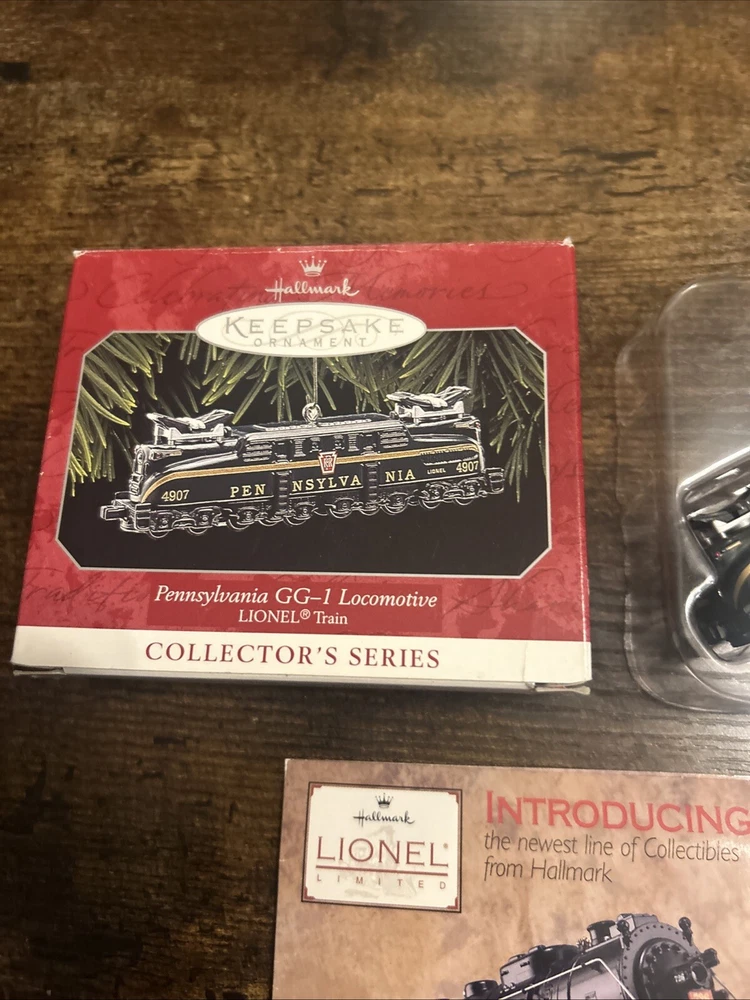 Hallmark
KEEPSAKE
ORNAMENT
Memories
4907
PENNSYLVANIA
LIONEL
4907
Pennsylvania GG-1 Locomotive
LIONEL® Train
COLLECTOR'S SERIES
Hallmark
LIONEL®
LIMITED
INTRODUCING
the newest line of Collectibles
from Hallmark